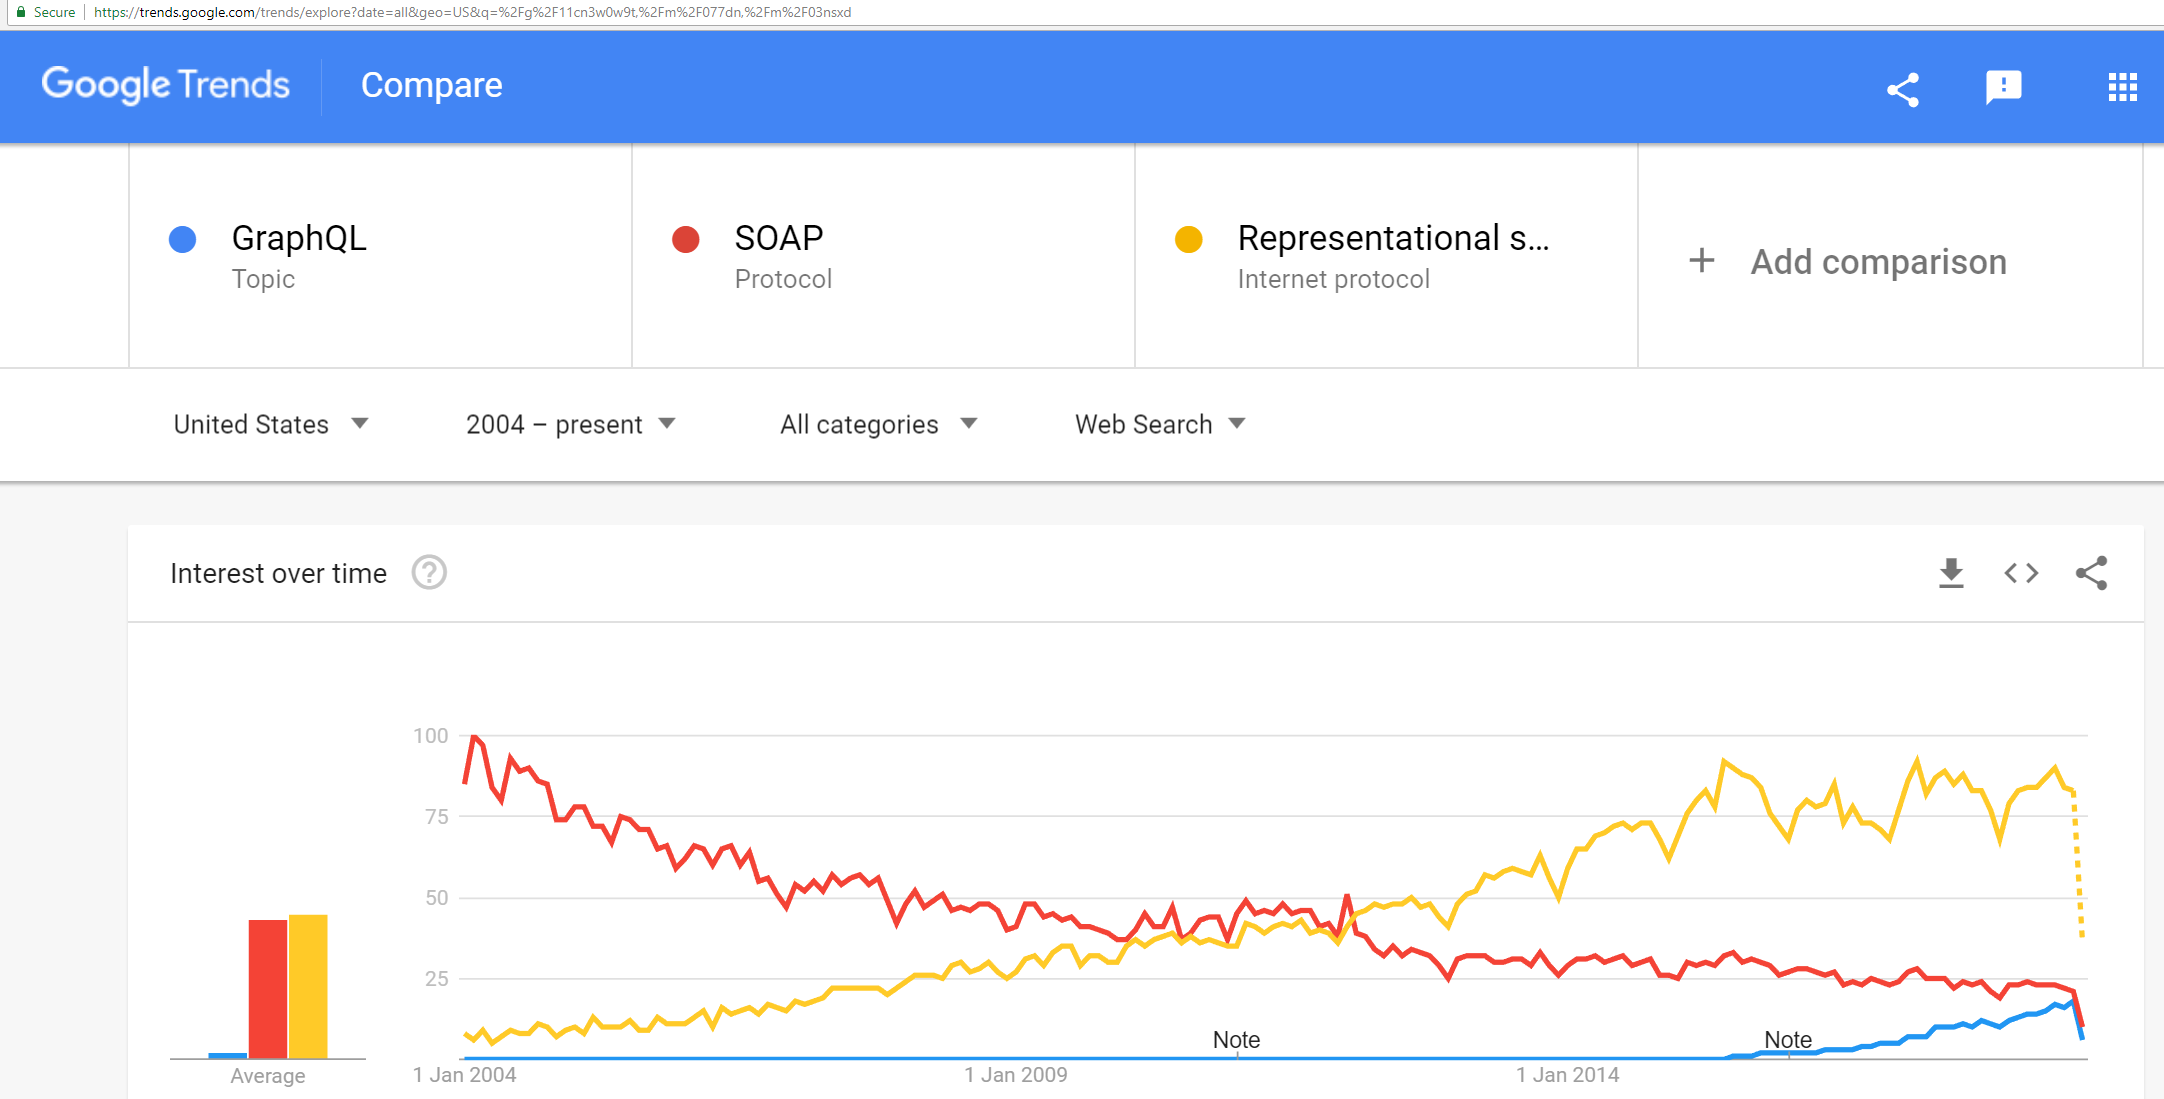 Secure https://trends.google.com/trends/explore?date=all&geo=US&q=%2Fg%2F11cn3w0w9t,%2Fm%2F077dn,%2Fm%2F03nsxd
Google Trends Compare
GraphQL
Topic
SOAP
Protocol
Representational s...
Internet protocol
+ Add comparison
United States
2004 – present
All categories
Web Search
Interest over time ?
100
75
50
25
Note
Note
Average
1 Jan 2004
1 Jan 2009
1 Jan 2014